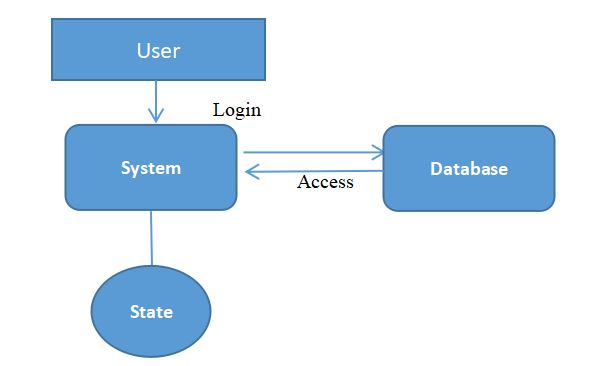 User
Login
System
Database
Access
State